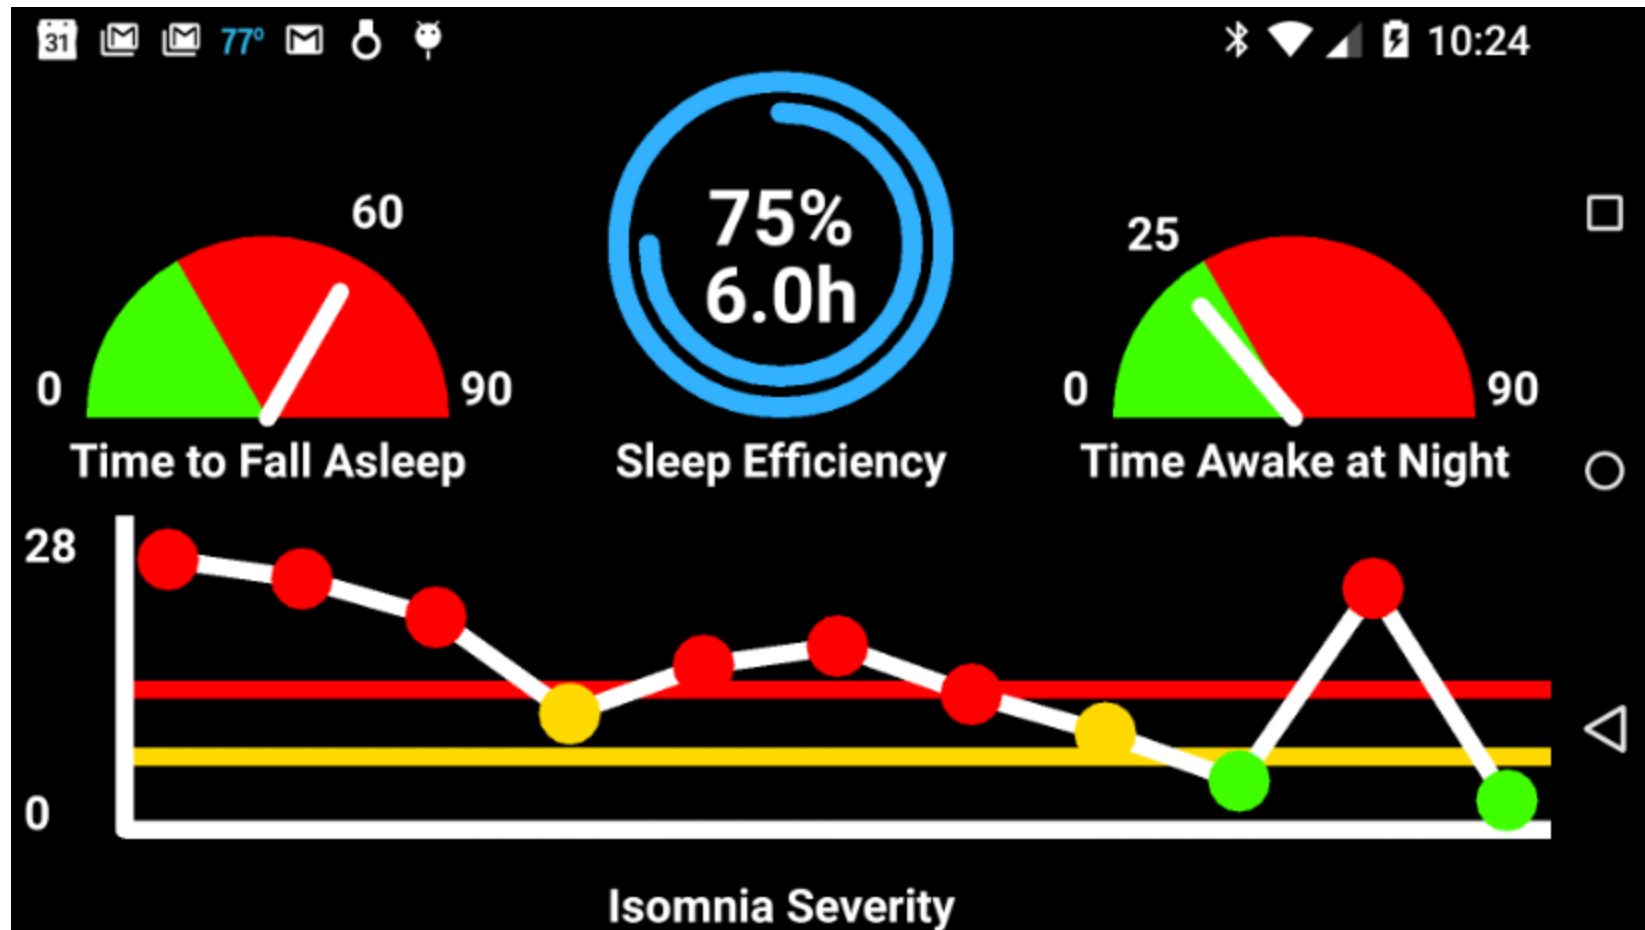 31 77° 10:24
60
75%
25
6.0h
0 90
0 90
Time to Fall Asleep
Sleep Efficiency
Time Awake at Night
28
0
Isomnia Severity